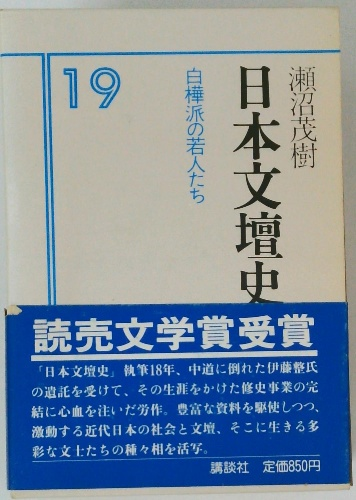 瀬沼茂樹
日本文壇史
19
白樺派の若人たち
読売文学賞受賞
「日本文壇史」執筆18年、中道に倒れた伊藤整氏
の遺託を受けて、その生涯をかけた修史事業の完
結に心血を注いだ労作。豊富な資料を駆使しつつ、
激動する近代日本の社会と文壇、そこに生きる多
彩な文士たちの種々相を活写。
講談社 定価850円